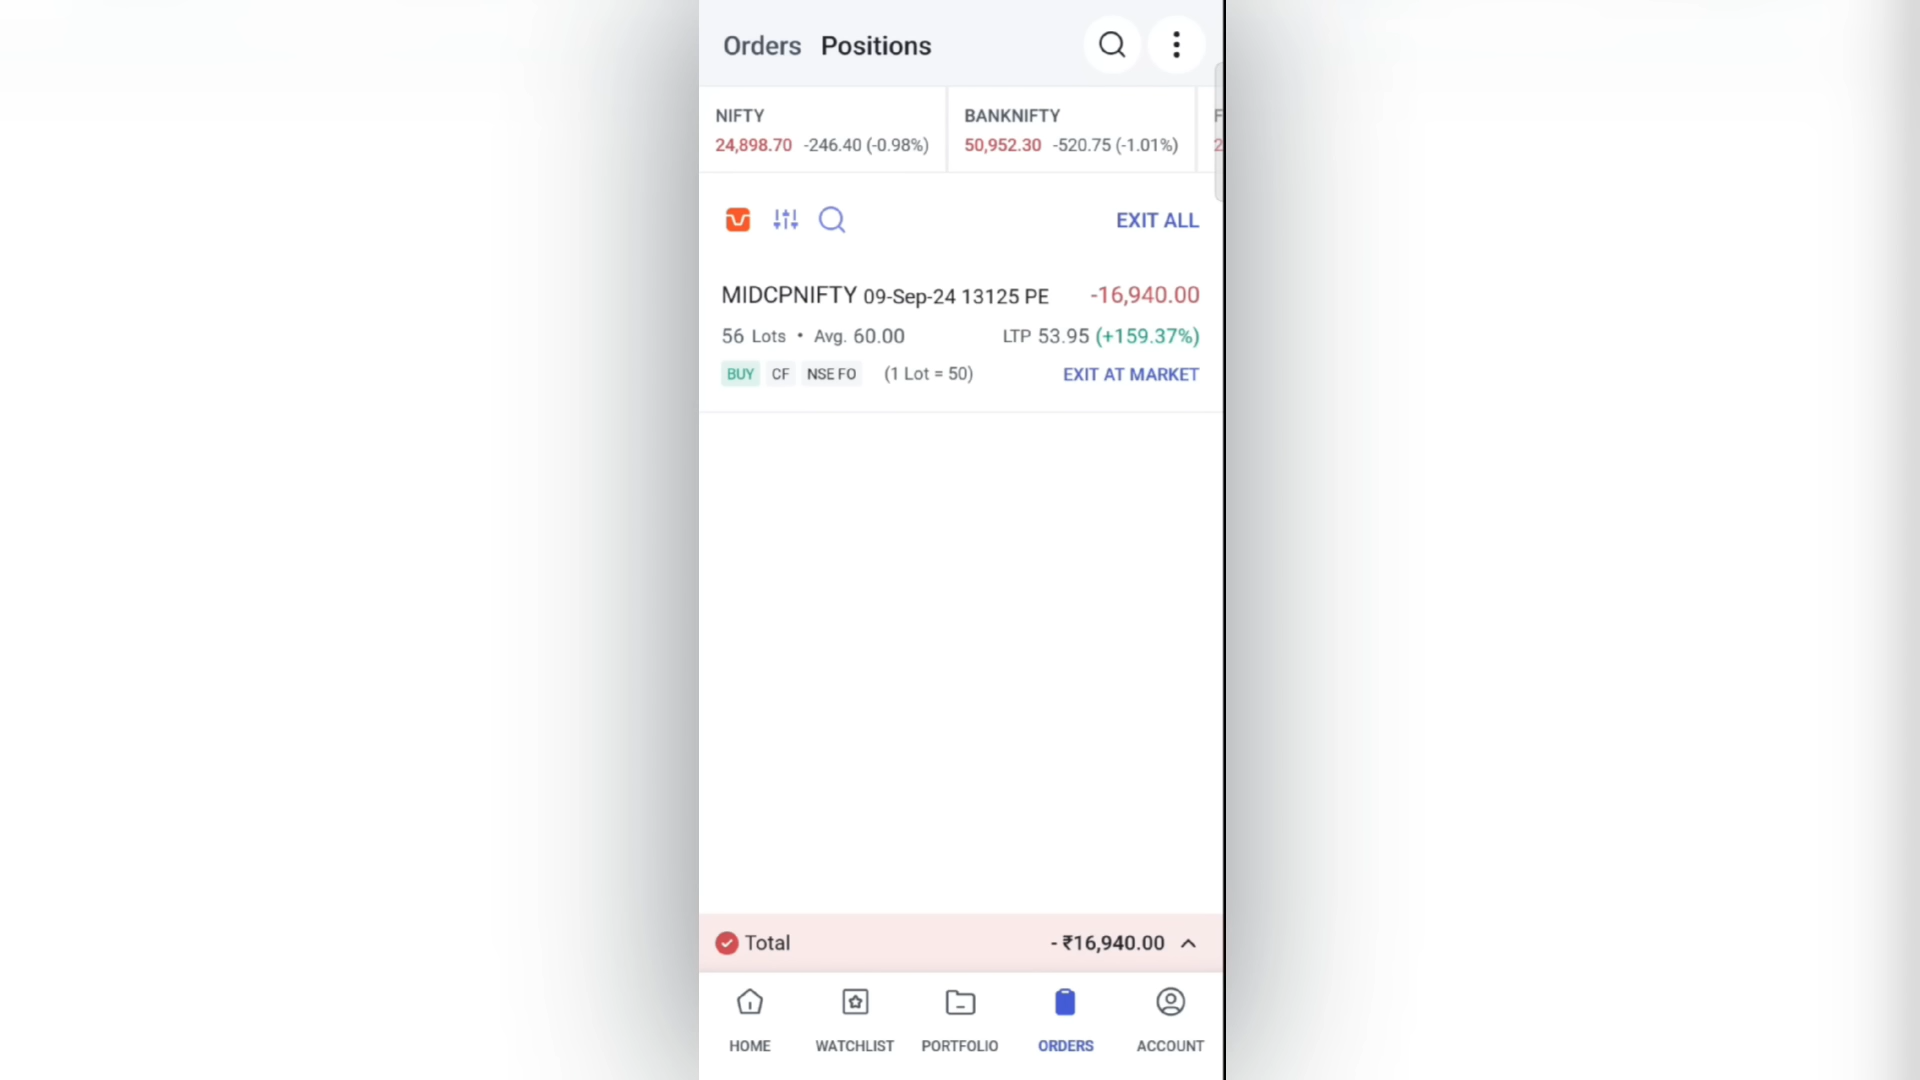 Orders Positions
NIFTY
24,898.70 -246.40 (-0.98%)
BANKNIFTY
50,952.30 -520.75 (-1.01%)
EXIT ALL
MIDCPNIFTY 09-Sep-24 13125 PE -16,940.00
56 Lots • Avg. 60.00 LTP 53.95 (+159.37%)
BUY CF NSE FO (1 Lot = 50) EXIT AT MARKET
Total - ₹16,940.00
HOME WATCHLIST PORTFOLIO ORDERS ACCOUNT